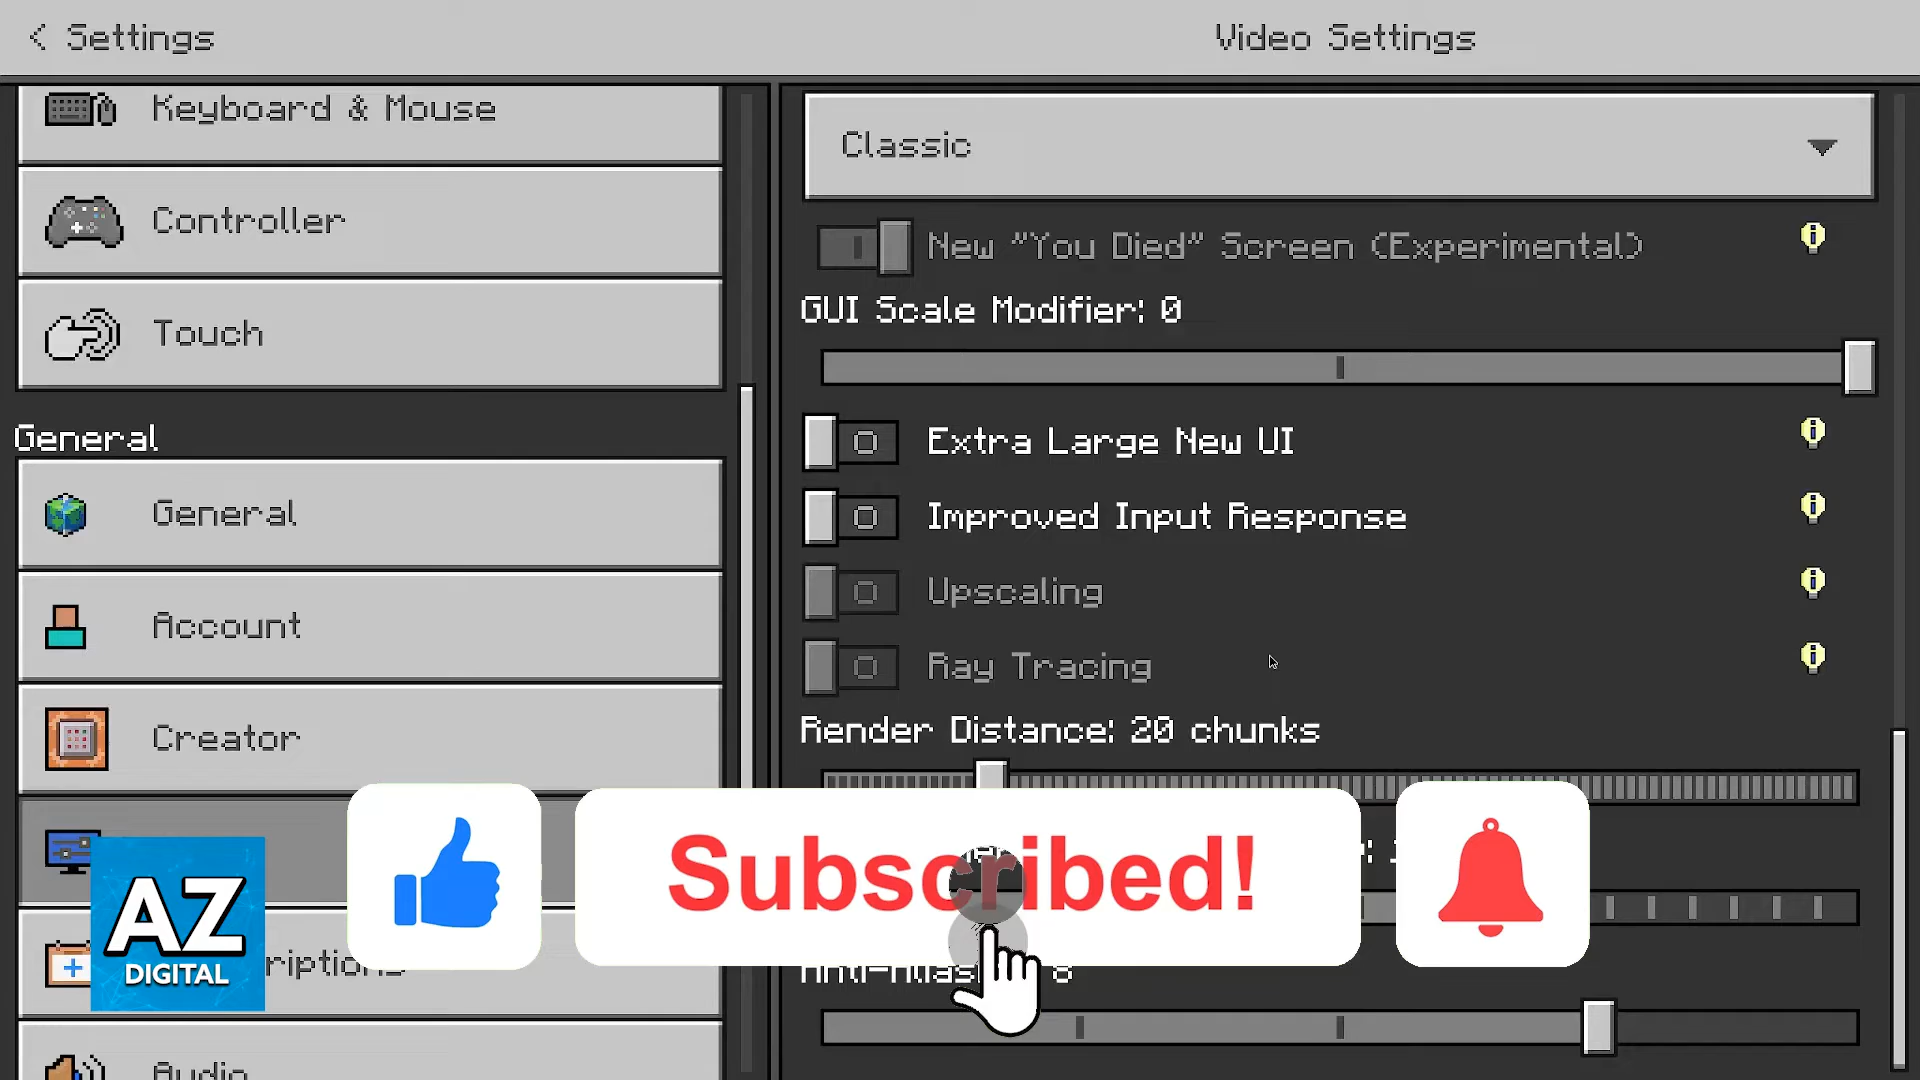 < Settings
Video Settings
Keyboard & Mouse
Controller
Touch
General
General
Account
Creator
Audio
Classic
New "You Died" Screen (Experimental)
GUI Scale Modifier: 0
Extra Large New UI
Improved Input Response
Upscaling
Ray Tracing
Render Distance: 20 chunks
Subscribed!
AZ
DIGITAL